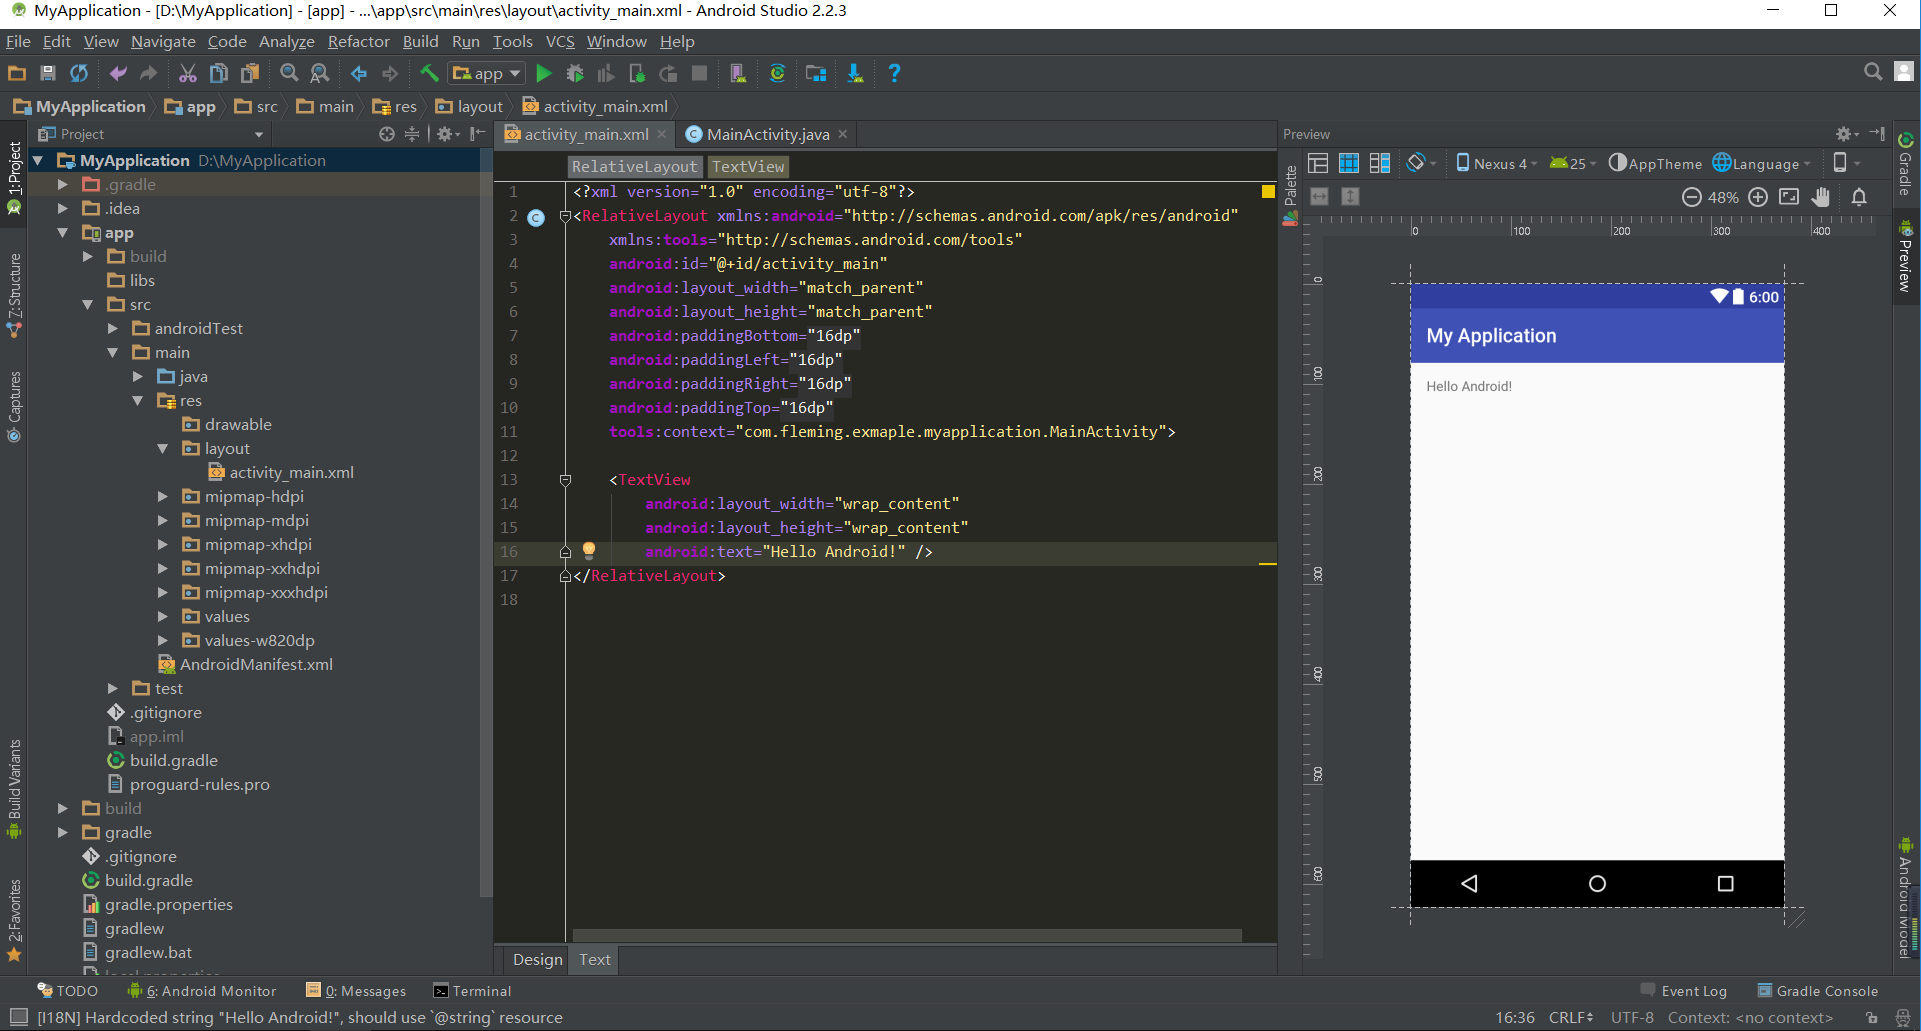 MyApplication - [D:\MyApplication] - [app] - ...\app\src\main\res\layout\activity_main.xml - Android Studio 2.2.3
File Edit View Navigate Code Analyze Refactor Build Run Tools VCS Window Help
app
MyApplication app src main res layout activity_main.xml
Project
1: Project
7: Structure
Captures
Build Variants
2: Favorites
MyApplication D:\MyApplication
.gradle
.idea
app
build
libs
src
androidTest
main
java
res
drawable
layout
activity_main.xml
mipmap-hdpi
mipmap-mdpi
mipmap-xhdpi
mipmap-xxhdpi
mipmap-xxxhdpi
values
values-w820dp
AndroidManifest.xml
test
.gitignore
app.iml
build.gradle
proguard-rules.pro
build
gradle
.gitignore
build.gradle
gradle.properties
gradlew
gradlew.bat
local.properties
activity_main.xml MainActivity.java
RelativeLayout TextView
1 <?xml version="1.0" encoding="utf-8"?>
2 <RelativeLayout xmlns:android="http://schemas.android.com/apk/res/android"
3 xmlns:tools="http://schemas.android.com/tools"
4 android:id="@+id/activity_main"
5 android:layout_width="match_parent"
6 android:layout_height="match_parent"
7 android:paddingBottom="16dp"
8 android:paddingLeft="16dp"
9 android:paddingRight="16dp"
10 android:paddingTop="16dp"
11 tools:context="com.fleming.exmaple.myapplication.MainActivity">
12
13 <TextView
14 android:layout_width="wrap_content"
15 android:layout_height="wrap_content"
16 android:text="Hello Android!" />
17 </RelativeLayout>
18
Design Text
Preview
Palette
Nexus 4 25 AppTheme Language
48%
0 100 200 300 400
0
100
200
300
400
500
600
6:00
My Application
Hello Android!
Gradle
Preview
Android Model
TODO 6: Android Monitor 0: Messages Terminal Event Log Gradle Console
[I18N] Hardcoded string "Hello Android!", should use `@string` resource 16:36 CRLF UTF-8 Context: <no context>